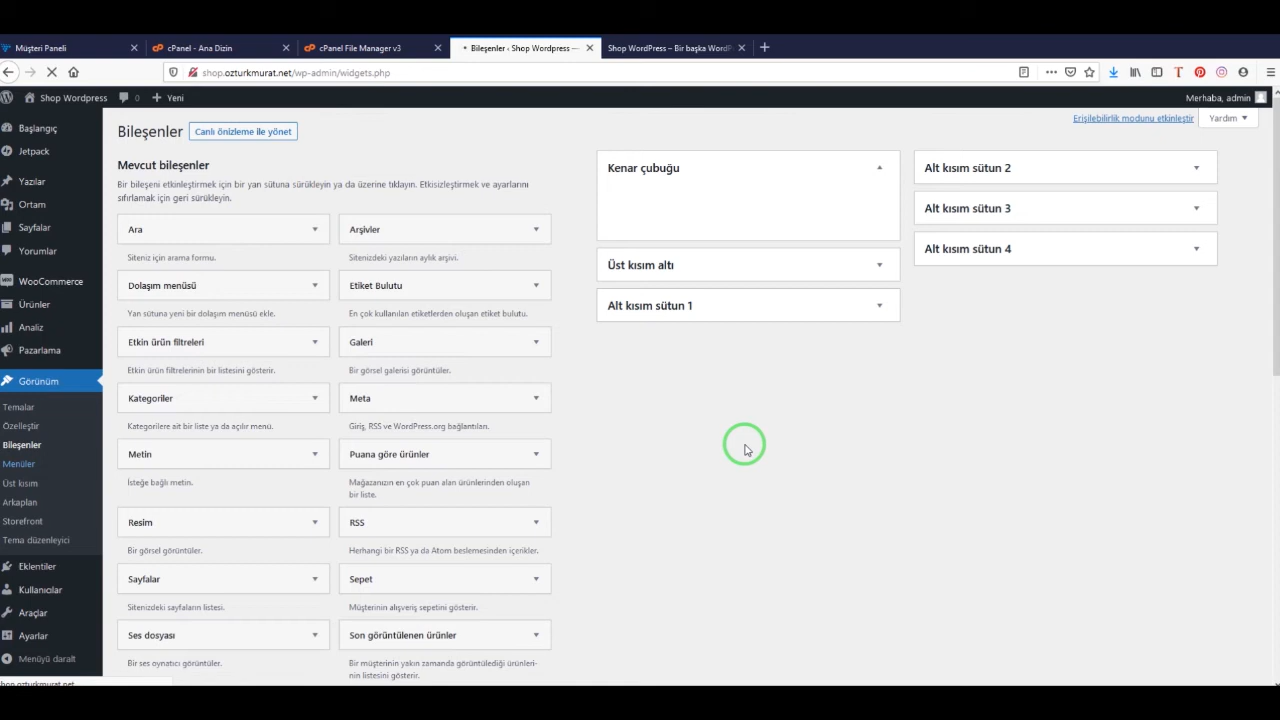 Müşteri Paneli
cPanel - Ana Dizin
cPanel File Manager v3
Bileşenler ‹ Shop Wordpress —
Shop WordPress – Bir başka WordP
shop.ozturkmurat.net/wp-admin/widgets.php
Shop Wordpress
0
Yeni
Merhaba, admin
Başlangıç
Jetpack
Yazılar
Ortam
Sayfalar
Yorumlar
WooCommerce
Ürünler
Analiz
Pazarlama
Görünüm
Temalar
Özelleştir
Bileşenler
Menüler
Üst kısım
Arkaplan
Storefront
Tema düzenleyici
Eklentiler
Kullanıcılar
Araçlar
Ayarlar
Menüyü daralt
shop.ozturkmurat.net
Bileşenler
Canlı önizleme ile yönet
Erişilebilirlik modunu etkinleştir
Yardım
Mevcut bileşenler
Bir bileşeni etkinleştirmek için bir yan sütuna sürükleyin ya da üzerine tıklayın. Etkisizleştirmek ve ayarlarını
sıfırlamak için geri sürükleyin.
Ara
Siteniz için arama formu.
Arşivler
Sitenizdeki yazıların aylık arşivi.
Dolaşım menüsü
Yan sütuna yeni bir dolaşım menüsü ekle.
Etiket Bulutu
En çok kullanılan etiketlerden oluşan etiket bulutu.
Etkin ürün filtreleri
Etkin ürün filtrelerinin bir listesini gösterir.
Galeri
Bir görsel galerisi görüntüler.
Kategoriler
Kategorilere ait bir liste ya da açılır menü.
Meta
Giriş, RSS ve WordPress.org bağlantıları.
Metin
İsteğe bağlı metin.
Puana göre ürünler
Mağazanızın en çok puan alan ürünlerinden oluşan
bir liste.
Resim
Bir görsel görüntüler.
RSS
Herhangi bir RSS ya da Atom beslemesinden içerikler.
Sayfalar
Sitenizdeki sayfaların listesi.
Sepet
Müşterinin alışveriş sepetini gösterir.
Ses dosyası
Bir ses oynatıcı görüntüler.
Son görüntülenen ürünler
Bir müşterinin yakın zamanda görüntülediği ürünle-
rinin listesini gösterir.
Kenar çubuğu
Üst kısım altı
Alt kısım sütun 1
Alt kısım sütun 2
Alt kısım sütun 3
Alt kısım sütun 4